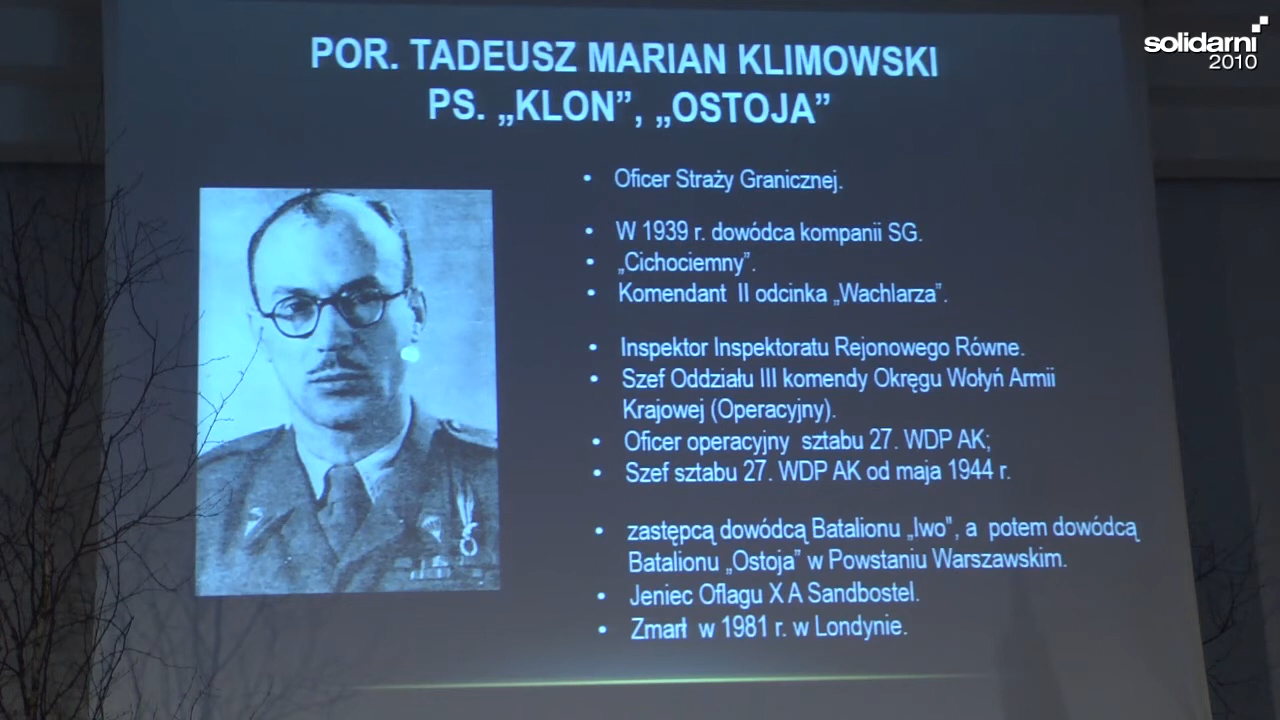 solidarni
2010
POR. TADEUSZ MARIAN KLIMOWSKI
PS. „KLON”, „OSTOJA”
• Oficer Straży Granicznej.
• W 1939 r. dowódca kompanii SG.
• „Cichociemny”.
• Komendant II odcinka „Wachlarza”.
• Inspektor Inspektoratu Rejonowego Równe.
• Szef Oddziału III komendy Okręgu Wołyń Armii
Krajowej (Operacyjny).
• Oficer operacyjny sztabu 27. WDP AK;
• Szef sztabu 27. WDP AK od maja 1944 r.
• zastępcą dowódcą Batalionu „Iwo", a potem dowódcą
Batalionu „Ostoja” w Powstaniu Warszawskim.
• Jeniec Oflagu X A Sandbostel.
• Zmarł w 1981 r. w Londynie.